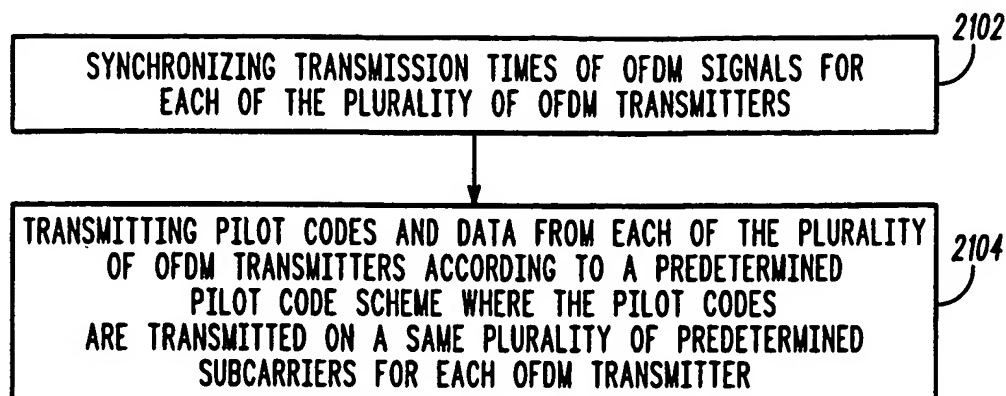 2102
SYNCHRONIZING TRANSMISSION TIMES OF OFDM SIGNALS FOR
EACH OF THE PLURALITY OF OFDM TRANSMITTERS
TRANSMITTING PILOT CODES AND DATA FROM EACH OF THE PLURALITY
OF OFDM TRANSMITTERS ACCORDING TO A PREDETERMINED
PILOT CODE SCHEME WHERE THE PILOT CODES
ARE TRANSMITTED ON A SAME PLURALITY OF PREDETERMINED
SUBCARRIERS FOR EACH OFDM TRANSMITTER
2104